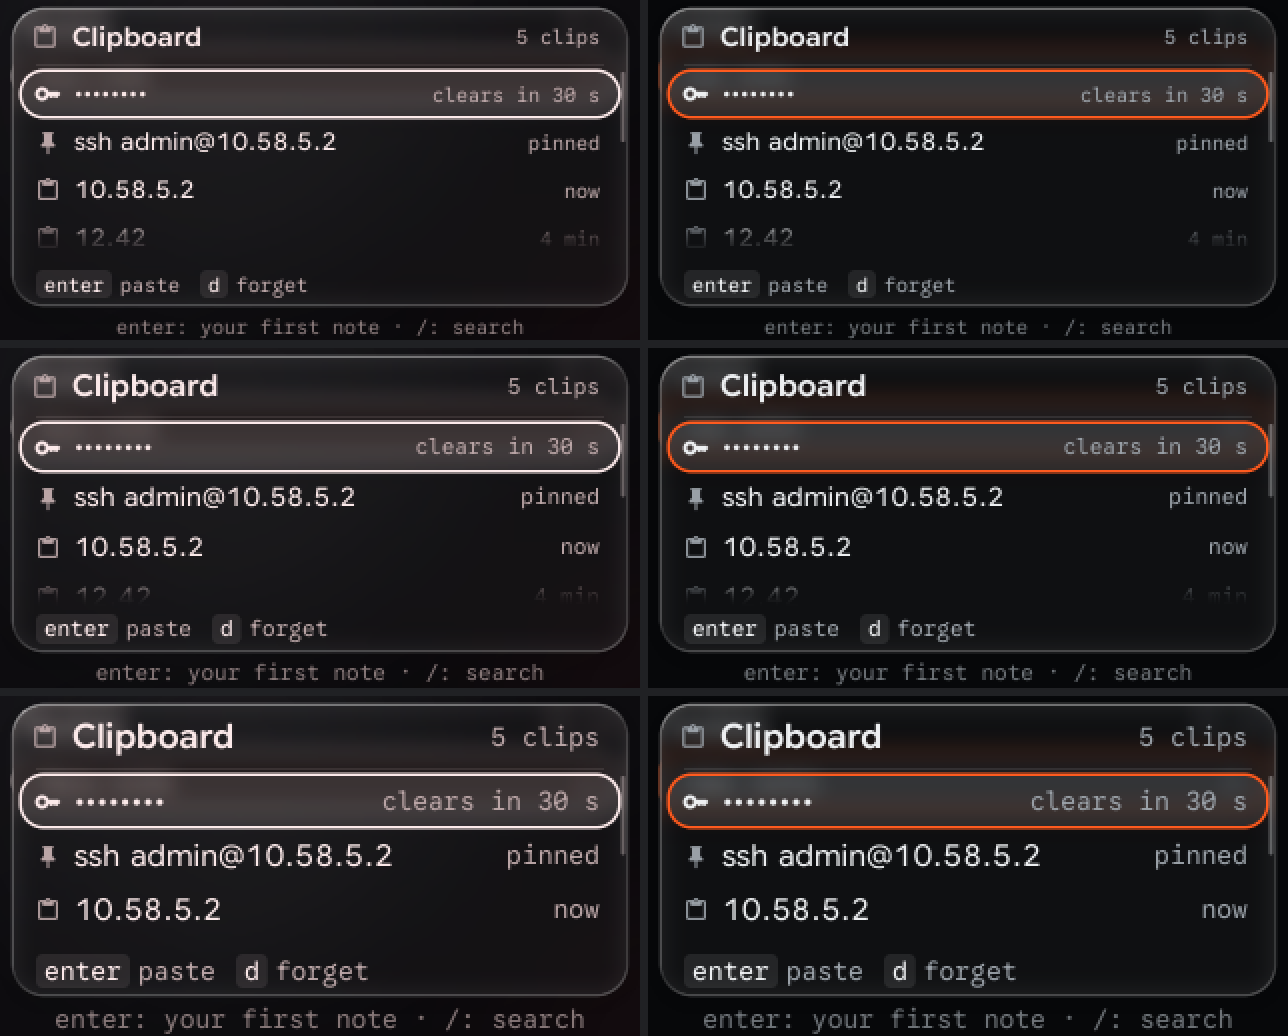 Clipboard 5 clips
•••••••• clears in 30 s
ssh admin@10.58.5.2 pinned
10.58.5.2 now
12.42 4 min
enter paste d forget
enter: your first note · /: search
Clipboard 5 clips
•••••••• clears in 30 s
ssh admin@10.58.5.2 pinned
10.58.5.2 now
12.42 4 min
enter paste d forget
enter: your first note · /: search
Clipboard 5 clips
•••••••• clears in 30 s
ssh admin@10.58.5.2 pinned
10.58.5.2 now
12.42 4 min
enter paste d forget
enter: your first note · /: search
Clipboard 5 clips
•••••••• clears in 30 s
ssh admin@10.58.5.2 pinned
10.58.5.2 now
12.42 4 min
enter paste d forget
enter: your first note · /: search
Clipboard 5 clips
•••••••• clears in 30 s
ssh admin@10.58.5.2 pinned
10.58.5.2 now
enter paste d forget
enter: your first note · /: search
Clipboard 5 clips
•••••••• clears in 30 s
ssh admin@10.58.5.2 pinned
10.58.5.2 now
enter paste d forget
enter: your first note · /: search